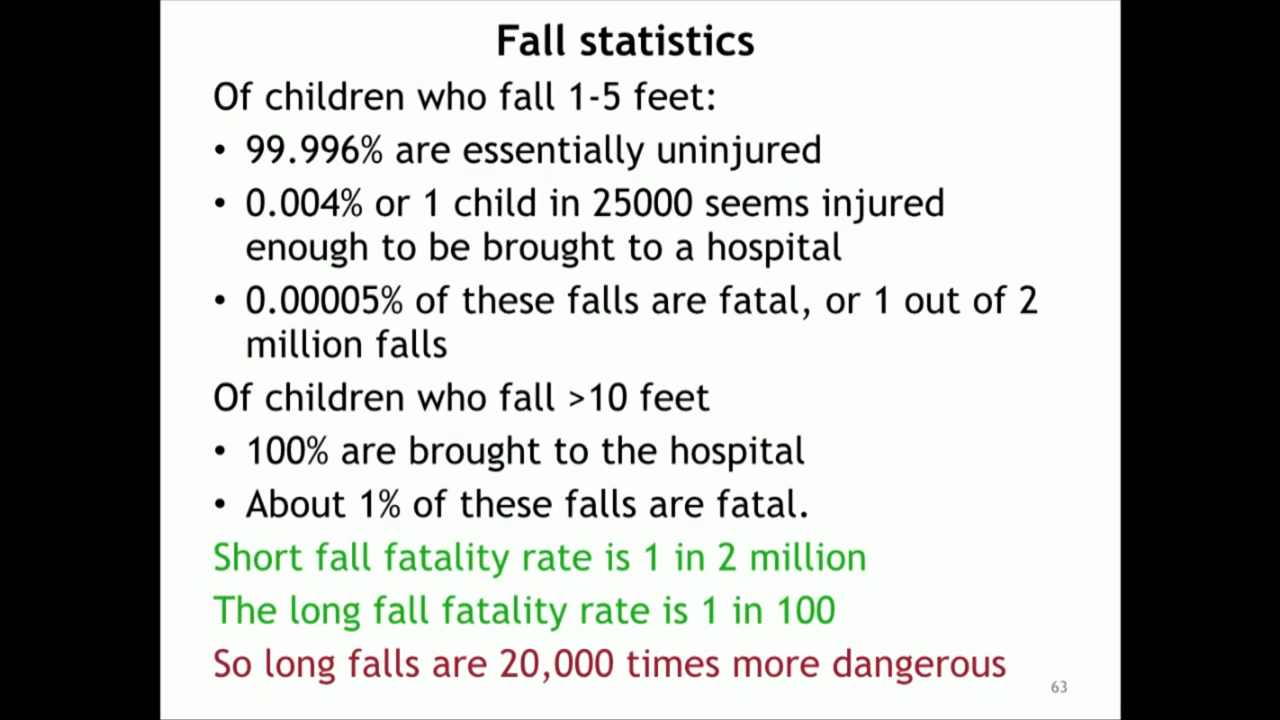 Fall statistics
Of children who fall 1-5 feet:
• 99.996% are essentially uninjured
• 0.004% or 1 child in 25000 seems injured
enough to be brought to a hospital
• 0.00005% of these falls are fatal, or 1 out of 2
million falls
Of children who fall >10 feet
• 100% are brought to the hospital
• About 1% of these falls are fatal.
Short fall fatality rate is 1 in 2 million
The long fall fatality rate is 1 in 100
So long falls are 20,000 times more dangerous
63